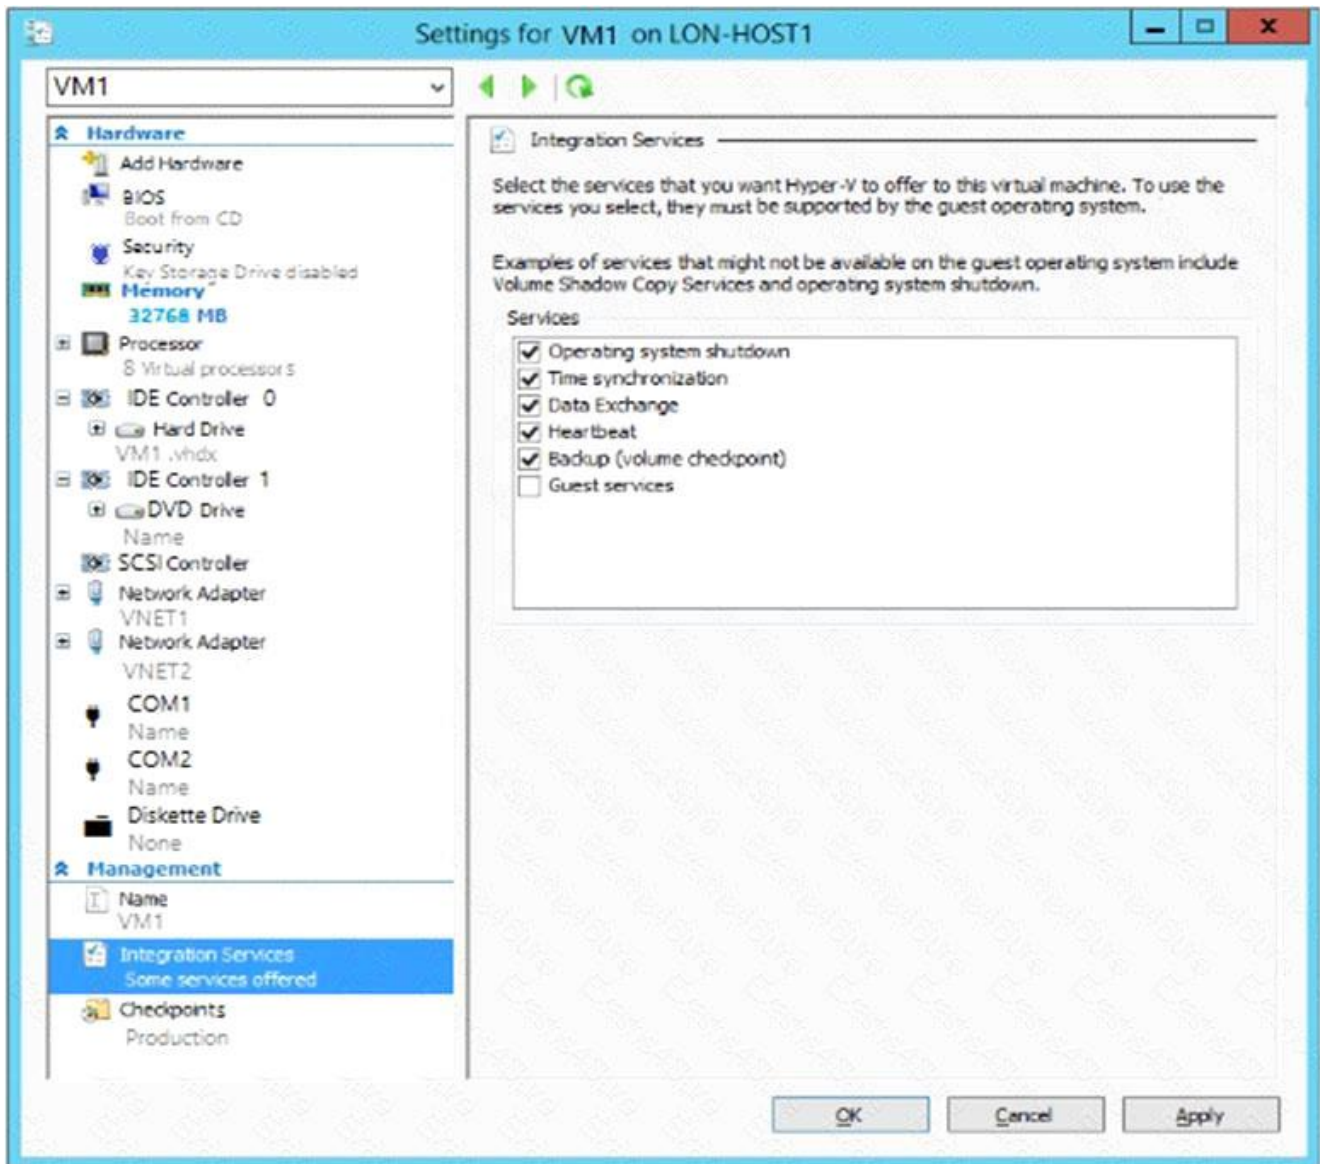 Settings for VM1 on LON-HOST1
VM1
Hardware
Add Hardware
BIOS
Boot from CD
Security
Key Storage Drive disabled
Memory
32768 MB
Processor
8 Virtual processors
IDE Controller 0
Hard Drive
VM1 .vhdx
IDE Controller 1
DVD Drive
Name
SCSI Controller
Network Adapter
VNET1
Network Adapter
VNET2
COM1
Name
COM2
Name
Diskette Drive
None
Management
Name
VM1
Integration Services
Some services offered
Checkpoints
Production
Integration Services
Select the services that you want Hyper-V to offer to this virtual machine. To use the
services you select, they must be supported by the guest operating system.
Examples of services that might not be available on the guest operating system include
Volume Shadow Copy Services and operating system shutdown.
Services
Operating system shutdown
Time synchronization
Data Exchange
Heartbeat
Backup (volume checkpoint)
Guest services
OK
Cancel
Apply